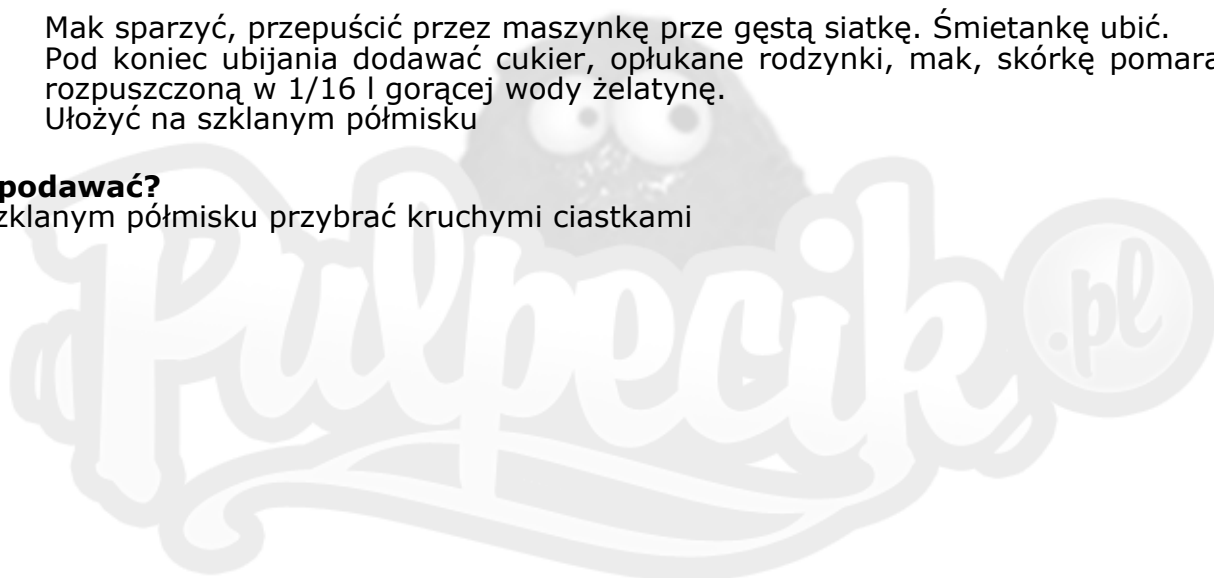 Mak sparzyć, przepuścić przez maszynkę prze gęstą siatkę. Śmietankę ubić.
Pod koniec ubijania dodawać cukier, opłukane rodzynki, mak, skórkę pomara
rozpuszczoną w 1/16 l gorącej wody żelatynę.
Ułożyć na szklanym półmisku
podawać?
zklanym półmisku przybrać kruchymi ciastkami
Pulpecik.pl